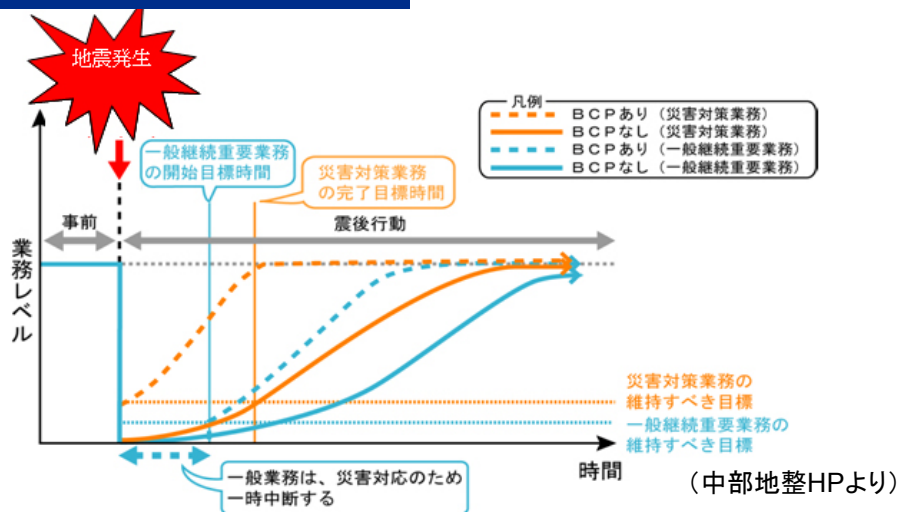 地震発生
凡例
BCPあり（災害対策業務）
BCPなし（災害対策業務）
BCPあり（一般継続重要業務）
BCPなし（一般継続重要業務）
一般継続重要業務
の開始目標時間
災害対策業務
の完了目標時間
事前
震後行動
業務レベル
災害対策業務の
維持すべき目標
一般継続重要業務の
維持すべき目標
時間
一般業務は、災害対応のため
一時中断する
（中部地整HPより）